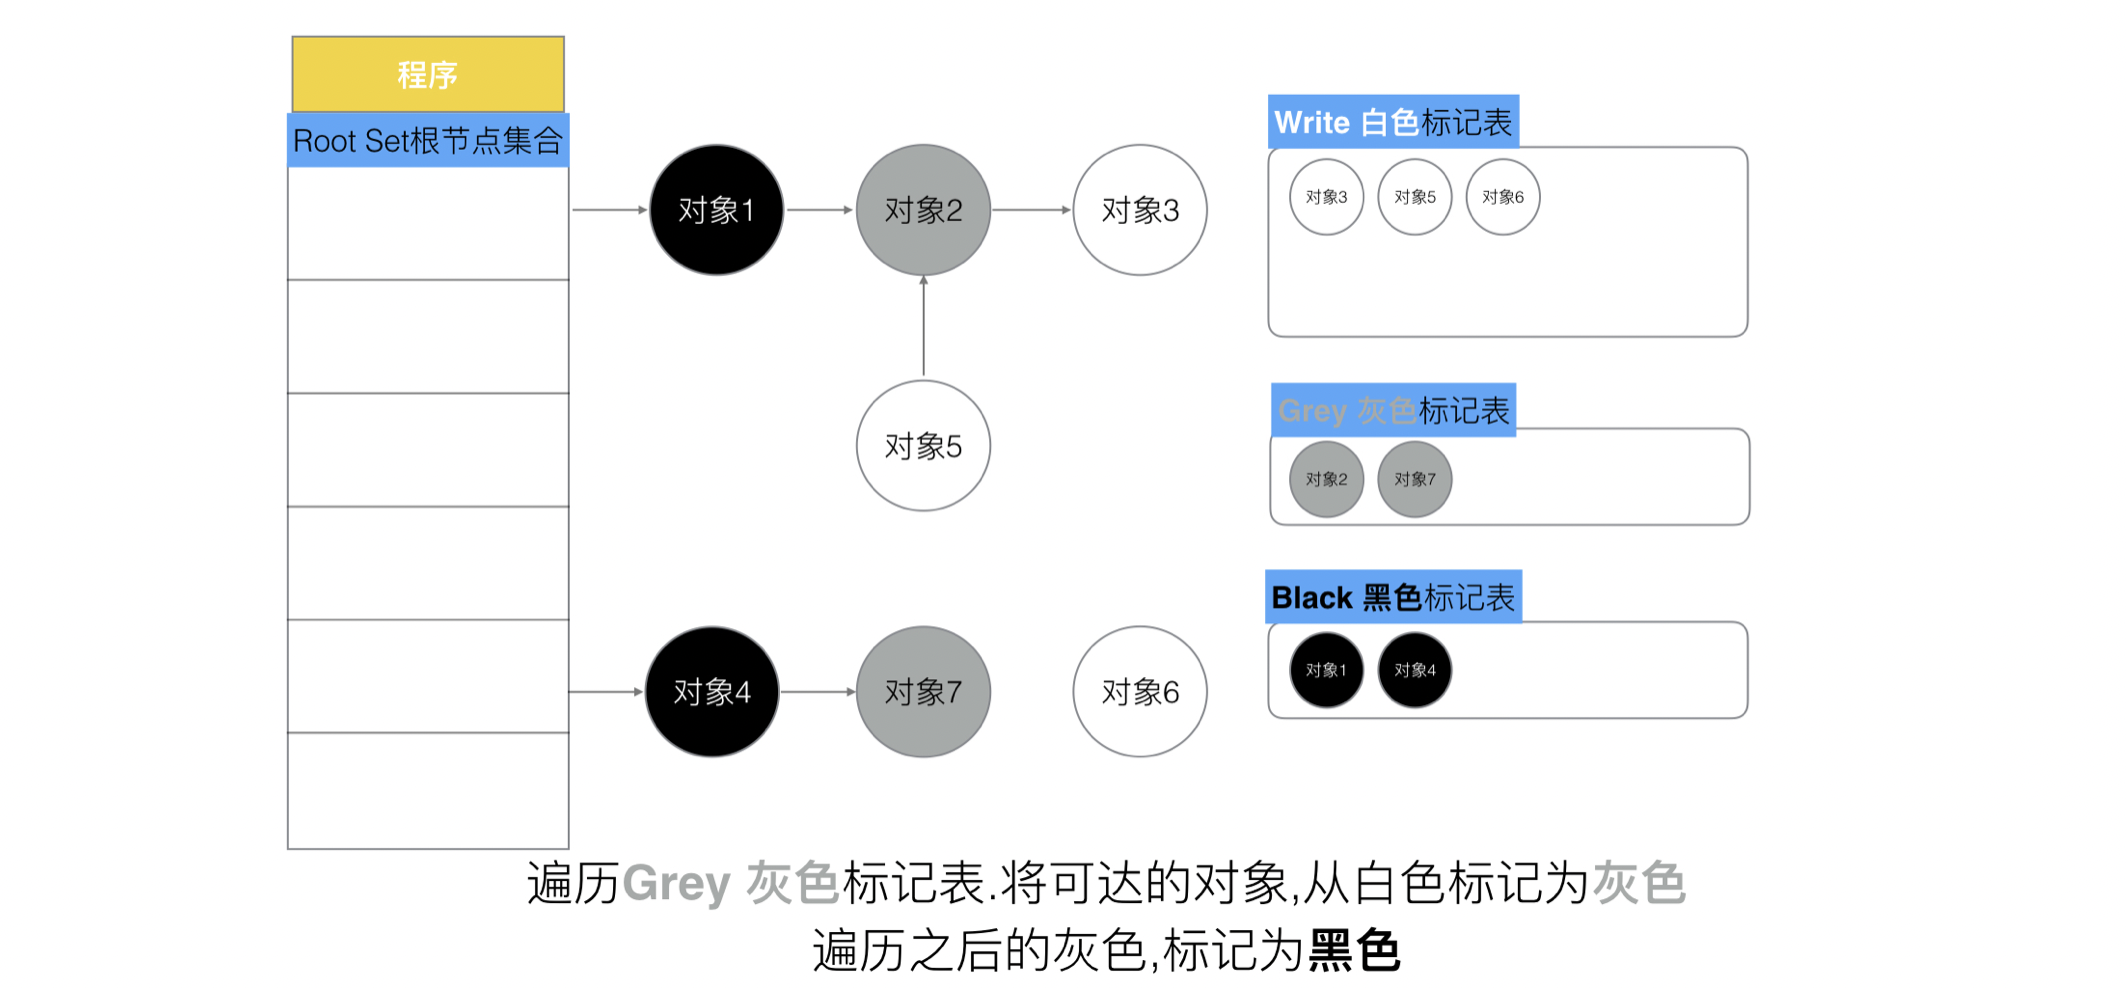 程序
Root Set根节点集合
对象1
对象2
对象3
对象5
对象4
对象7
对象6
Write 白色标记表
对象3
对象5
对象6
Grey 灰色标记表
对象2
对象7
Black 黑色标记表
对象1
对象4
遍历Grey 灰色标记表.将可达的对象,从白色标记为灰色
遍历之后的灰色,标记为黑色